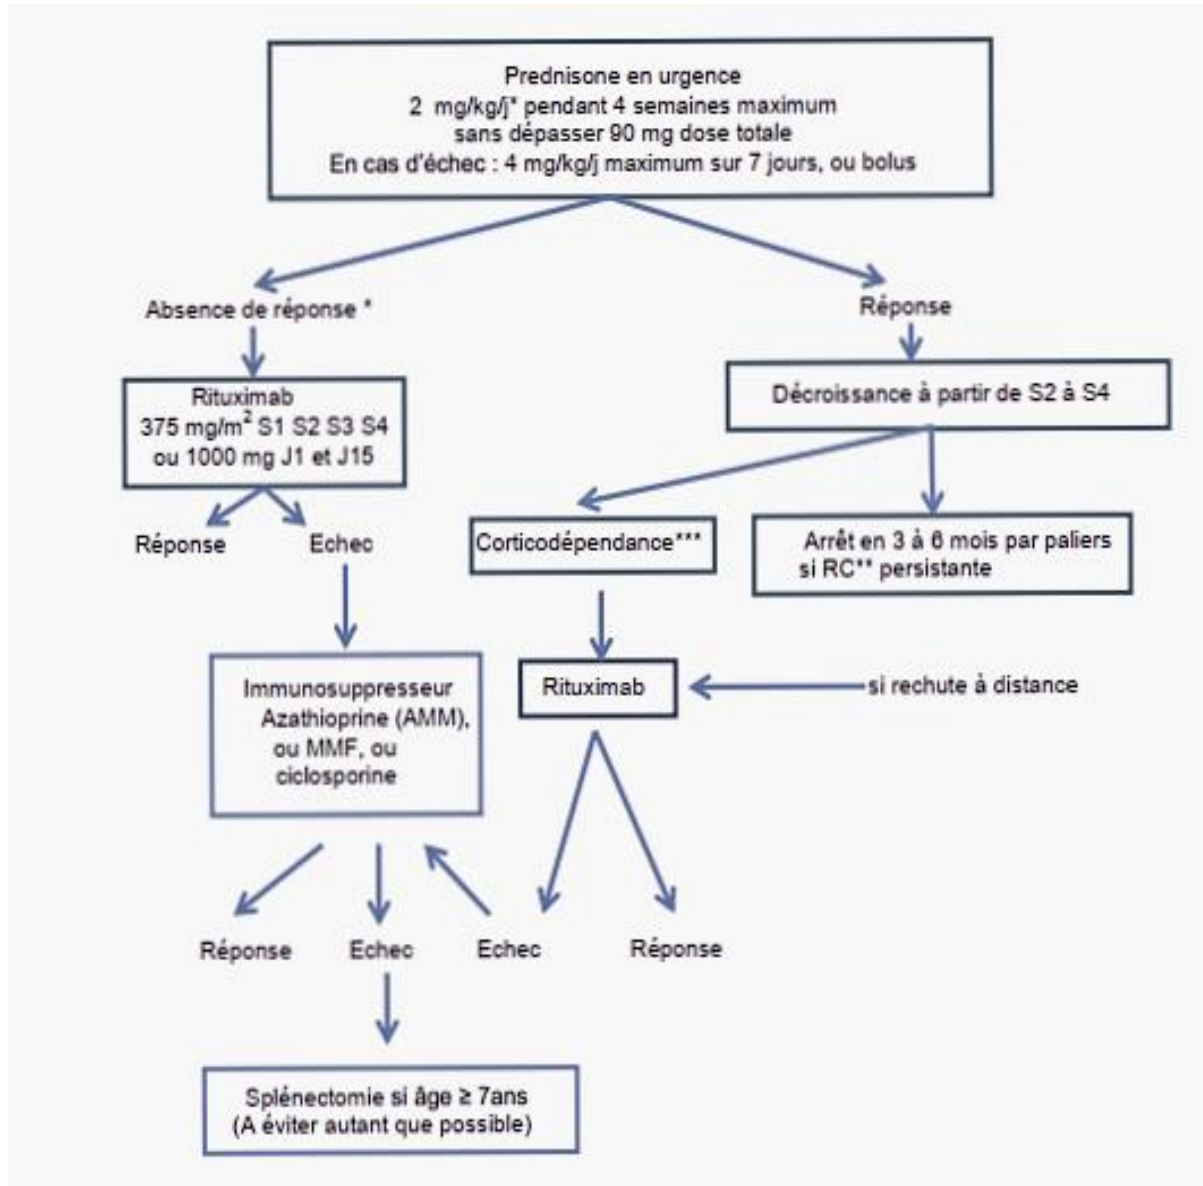 Prednisone en urgence
2 mg/kg/j* pendant 4 semaines maximum
sans dépasser 90 mg dose totale
En cas d'échec : 4 mg/kg/j maximum sur 7 jours, ou bolus
Absence de réponse *
Réponse
Rituximab
375 mg/m² S1 S2 S3 S4
ou 1000 mg J1 et J15
Décroissance à partir de S2 à S4
Réponse
Echec
Corticodépendance***
Arrêt en 3 à 6 mois par paliers
si RC** persistante
Immunosuppresseur
Azathioprine (AMM),
ou MMF, ou
ciclosporine
Rituximab
si rechute à distance
Réponse
Echec
Echec
Réponse
Splénectomie si âge ≥ 7ans
(A éviter autant que possible)